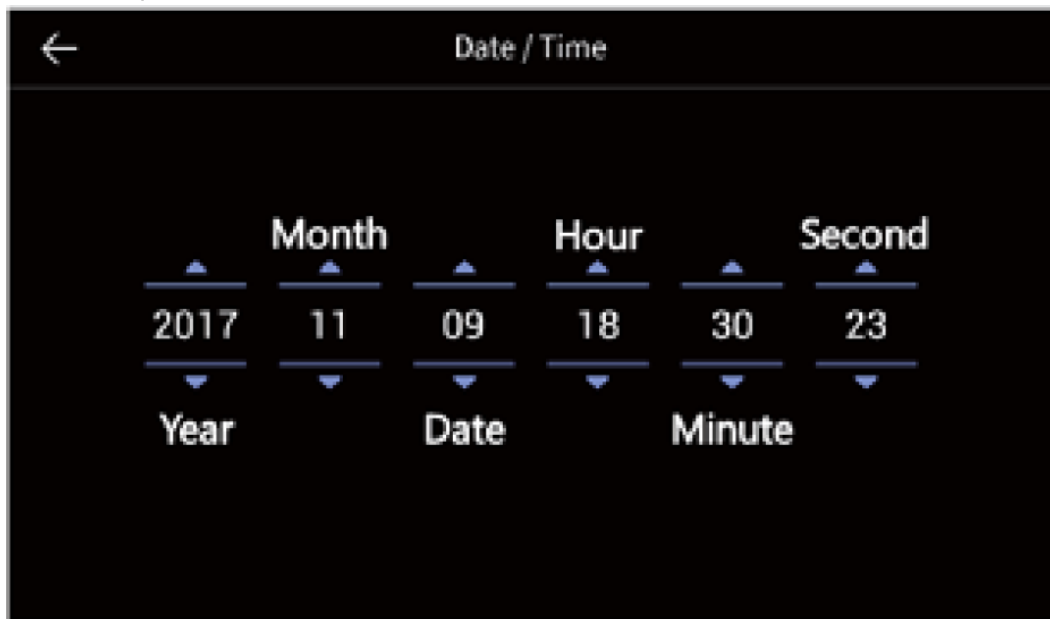 Date / Time
Month Hour Second
2017 11 09 18 30 23
Year Date Minute